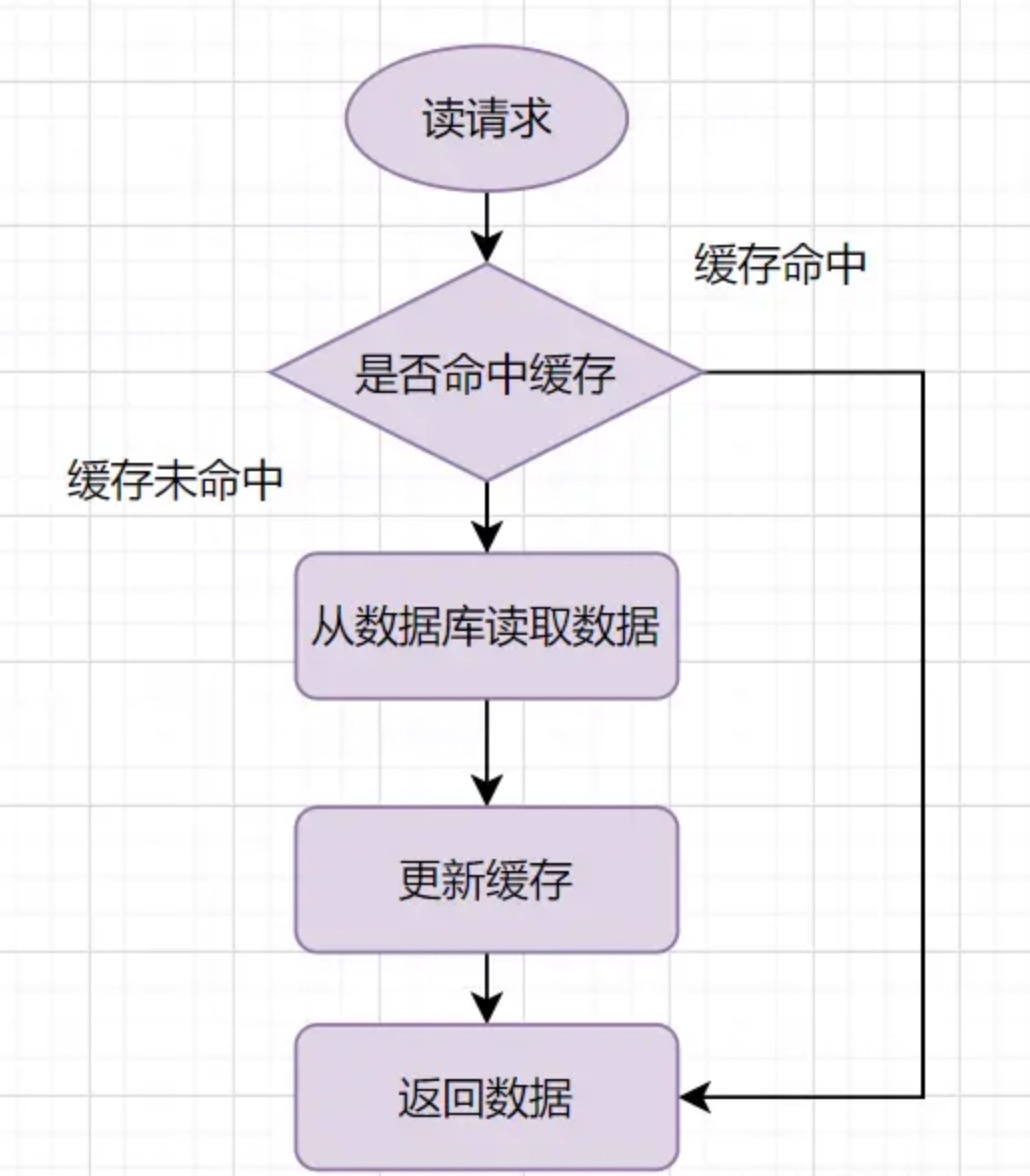 读请求
缓存命中
是否命中缓存
缓存未命中
从数据库读取数据
更新缓存
返回数据